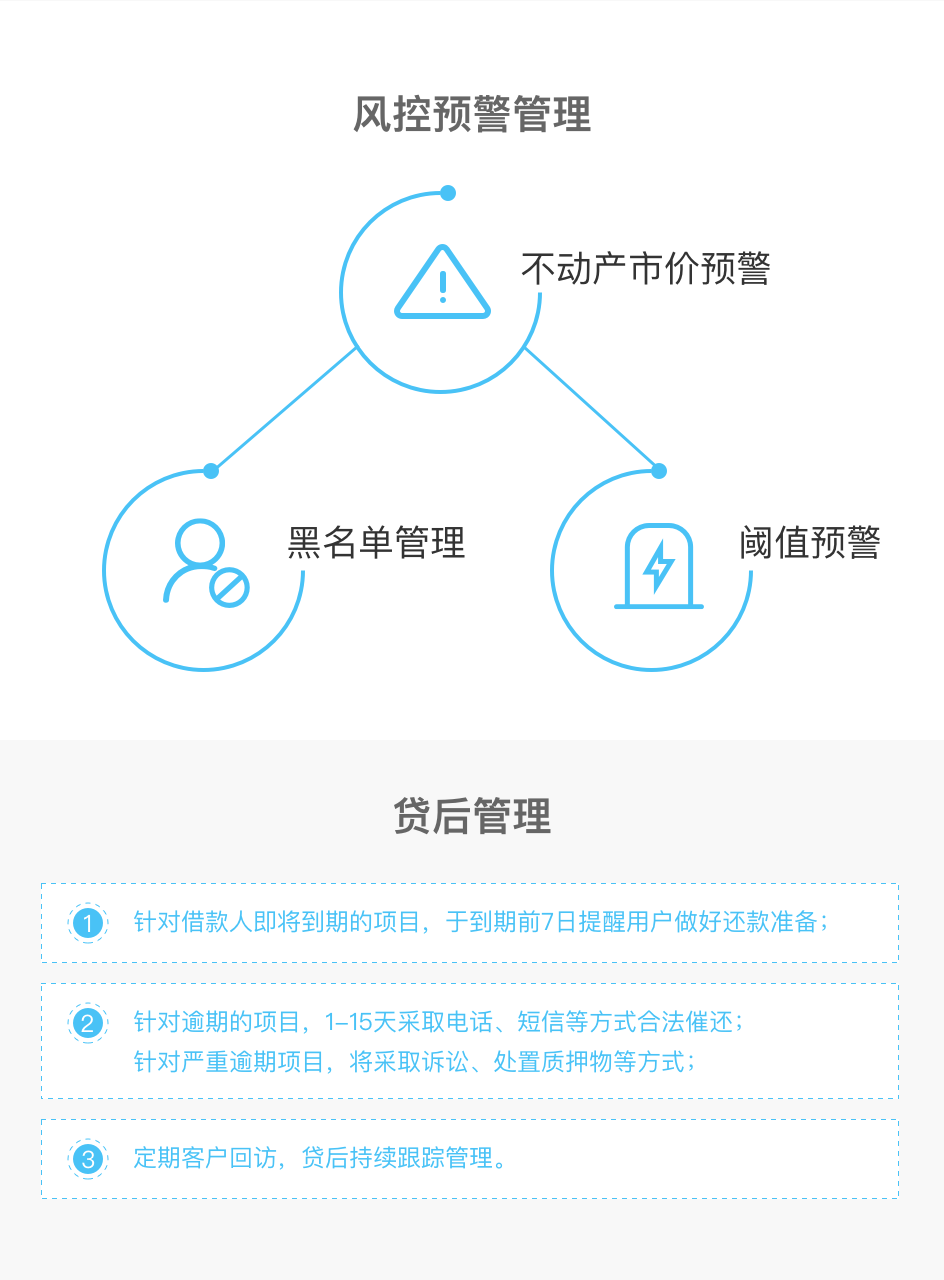 风控预警管理
不动产市价预警
黑名单管理
阈值预警
贷后管理
1 针对借款人即将到期的项目，于到期前7日提醒用户做好还款准备；
2 针对逾期的项目，1-15天采取电话、短信等方式合法催还；
针对严重逾期项目，将采取诉讼、处置质押物等方式；
3 定期客户回访，贷后持续跟踪管理。